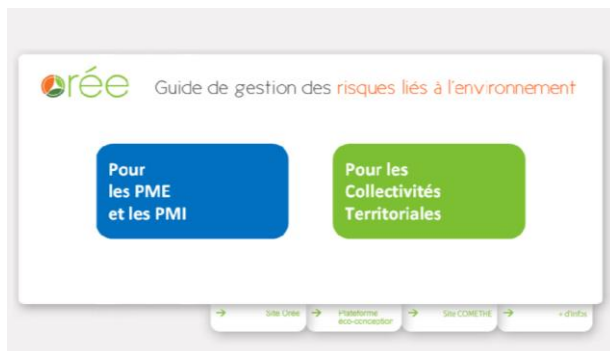 orée Guide de gestion des risques liés à l'environnement
Pour
les PME
et les PMI
Pour les
Collectivités
Territoriales
Site Orée
Plateforme
éco-conception
Site COMETHE
+ d'infos